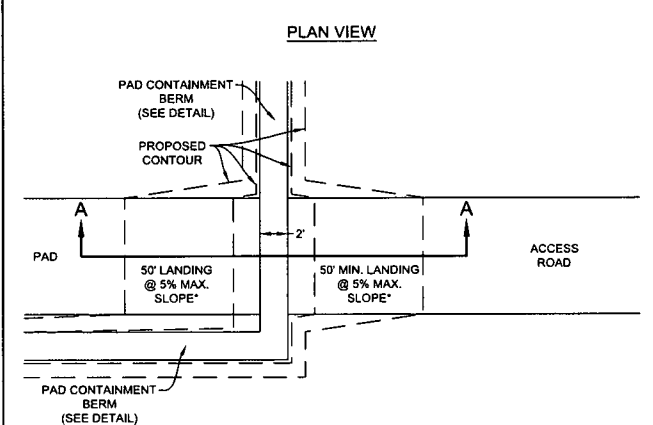 PLAN VIEW
PAD CONTAINMENT
BERM
(SEE DETAIL)
PROPOSED
CONTOUR
A
A
2'
PAD
50' LANDING
@ 5% MAX.
SLOPE*
50' MIN. LANDING
@ 5% MAX.
SLOPE*
ACCESS
ROAD
PAD CONTAINMENT
BERM
(SEE DETAIL)